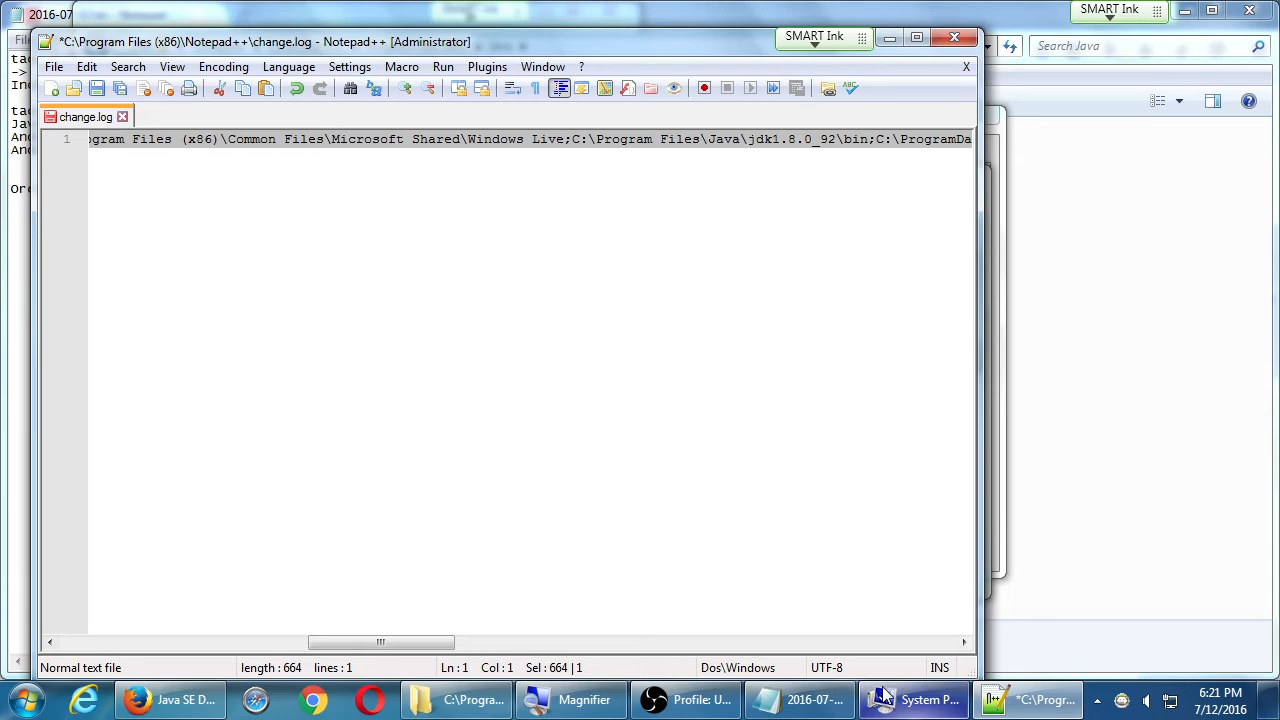 2016-07
SMART Ink
*C:\Program Files (x86)\Notepad++\change.log - Notepad++ [Administrator]
SMART Ink
Search Java
File Edit Search View Encoding Language Settings Macro Run Plugins Window ? X
change.log
1 gram Files (x86)\Common Files\Microsoft Shared\Windows Live;C:\Program Files\Java\jdk1.8.0_92\bin;C:\ProgramDa
Normal text file length : 664 lines : 1 Ln : 1 Col : 1 Sel : 664 | 1 Dos\Windows UTF-8 INS
Java SE D... C:\Progra... Magnifier Profile: U... 2016-07-... System P... *C:\Progr...
6:21 PM
7/12/2016